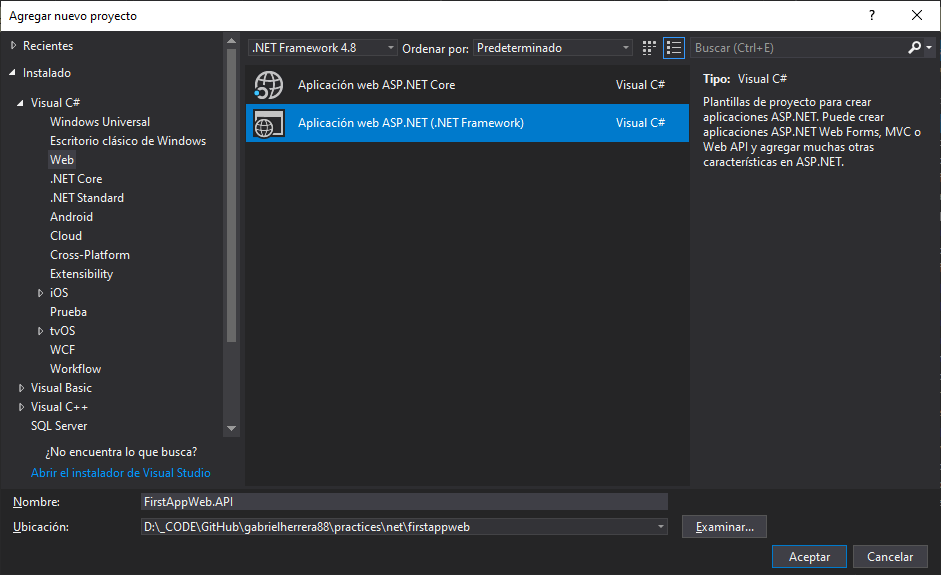 Agregar nuevo proyecto
?
Recientes
Instalado
Visual C#
Windows Universal
Escritorio clásico de Windows
Web
.NET Core
.NET Standard
Android
Cloud
Cross-Platform
Extensibility
iOS
Prueba
tvOS
WCF
Workflow
Visual Basic
Visual C++
SQL Server
¿No encuentra lo que busca?
Abrir el instalador de Visual Studio
.NET Framework 4.8
Ordenar por: Predeterminado
Aplicación web ASP.NET Core Visual C#
Aplicación web ASP.NET (.NET Framework) Visual C#
Buscar (Ctrl+E)
Tipo: Visual C#
Plantillas de proyecto para crear
aplicaciones ASP.NET. Puede crear
aplicaciones ASP.NET Web Forms, MVC o
Web API y agregar muchas otras
características en ASP.NET.
Nombre: FirstAppWeb.API
Ubicación: D:\_CODE\GitHub\gabrielherrera88\practices\net\firstappweb
Examinar...
Aceptar
Cancelar